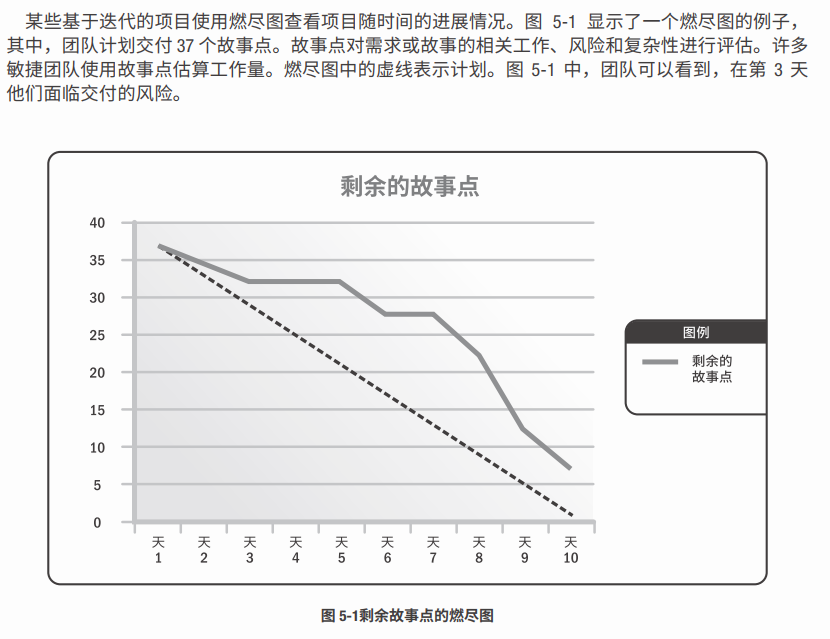 某些基于迭代的项目使用燃尽图查看项目随时间的进展情况。图 5-1 显示了一个燃尽图的例子，
其中，团队计划交付 37 个故事点。故事点对需求或故事的相关工作、风险和复杂性进行评估。许多
敏捷团队使用故事点估算工作量。燃尽图中的虚线表示计划。图 5-1 中，团队可以看到，在第 3 天
他们面临交付的风险。
剩余的故事点
40
35
30
25
20
15
10
5
0
天 天 天 天 天 天 天 天 天 天
1 2 3 4 5 6 7 8 9 10
图例
剩余的
故事点
图 5-1剩余故事点的燃尽图